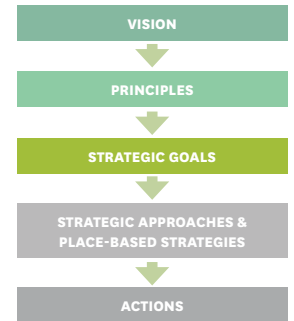 VISION
PRINCIPLES
STRATEGIC GOALS
STRATEGIC APPROACHES &
PLACE-BASED STRATEGIES
ACTIONS